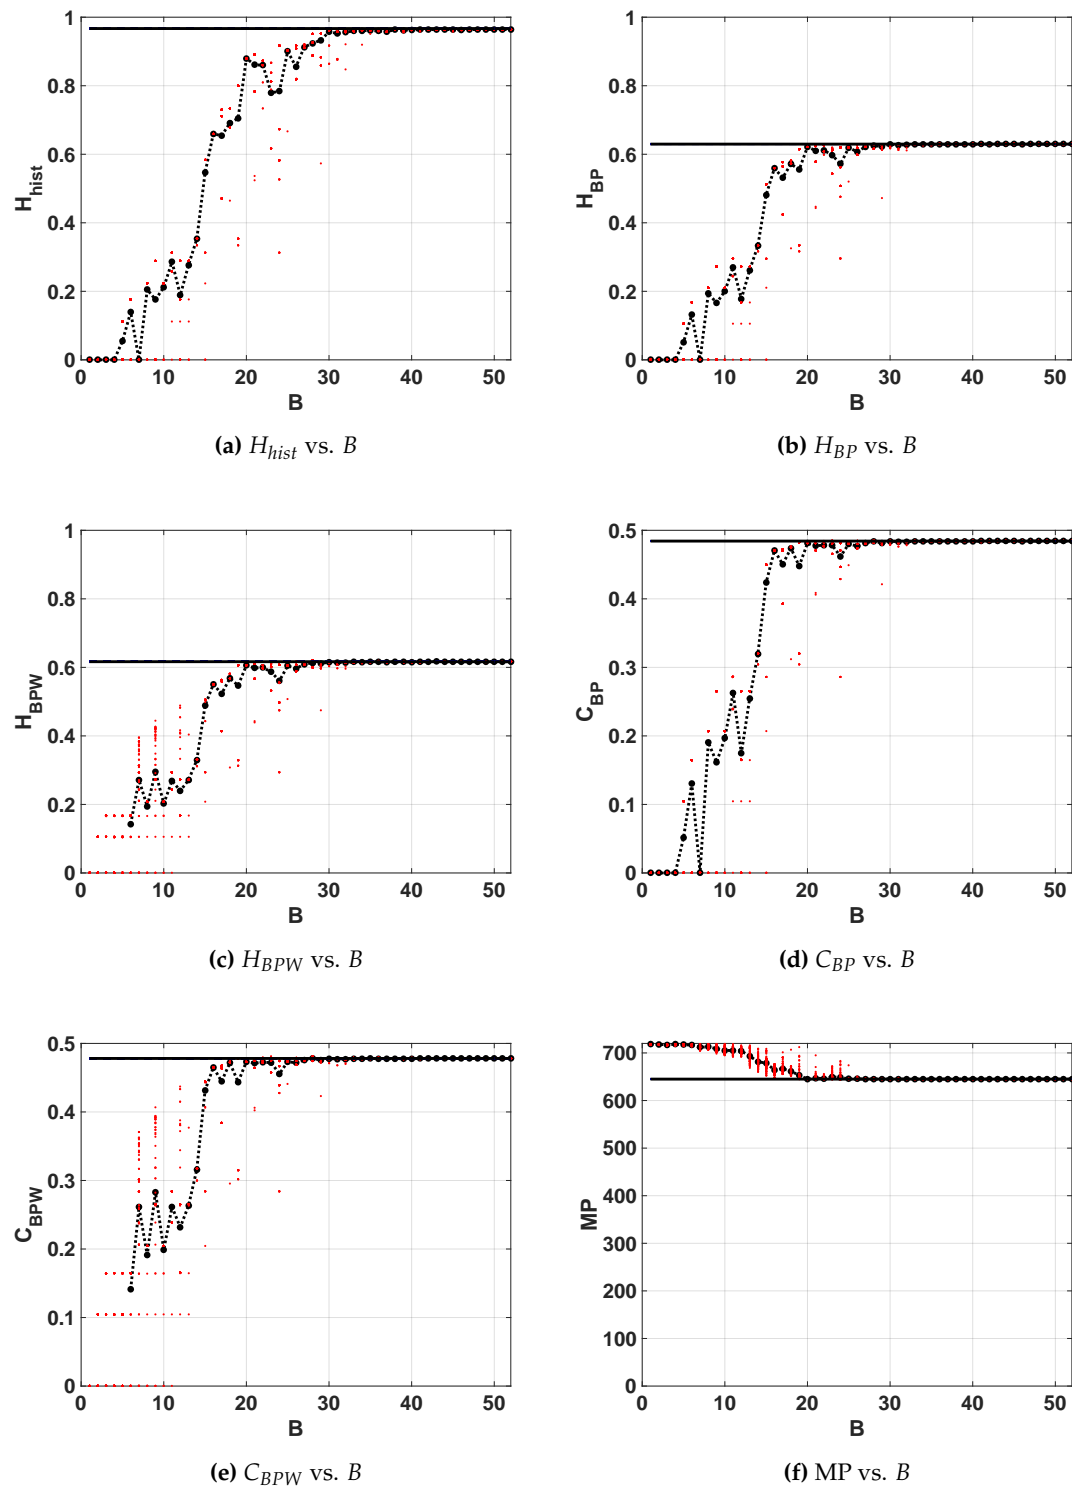 1
0.8
0.6
0.4
0.2
0
H_hist
0 10 20 30 40 50
B
(a) H_hist vs. B
1
0.8
0.6
0.4
0.2
0
H_BP
0 10 20 30 40 50
B
(b) H_BP vs. B
1
0.8
0.6
0.4
0.2
0
H_BPW
0 10 20 30 40 50
B
(c) H_BPW vs. B
0.5
0.4
0.3
0.2
0.1
0
C_BP
0 10 20 30 40 50
B
(d) C_BP vs. B
0.5
0.4
0.3
0.2
0.1
0
C_BPW
0 10 20 30 40 50
B
(e) C_BPW vs. B
700
600
500
400
300
200
100
0
MP
0 10 20 30 40 50
B
(f) MP vs. B